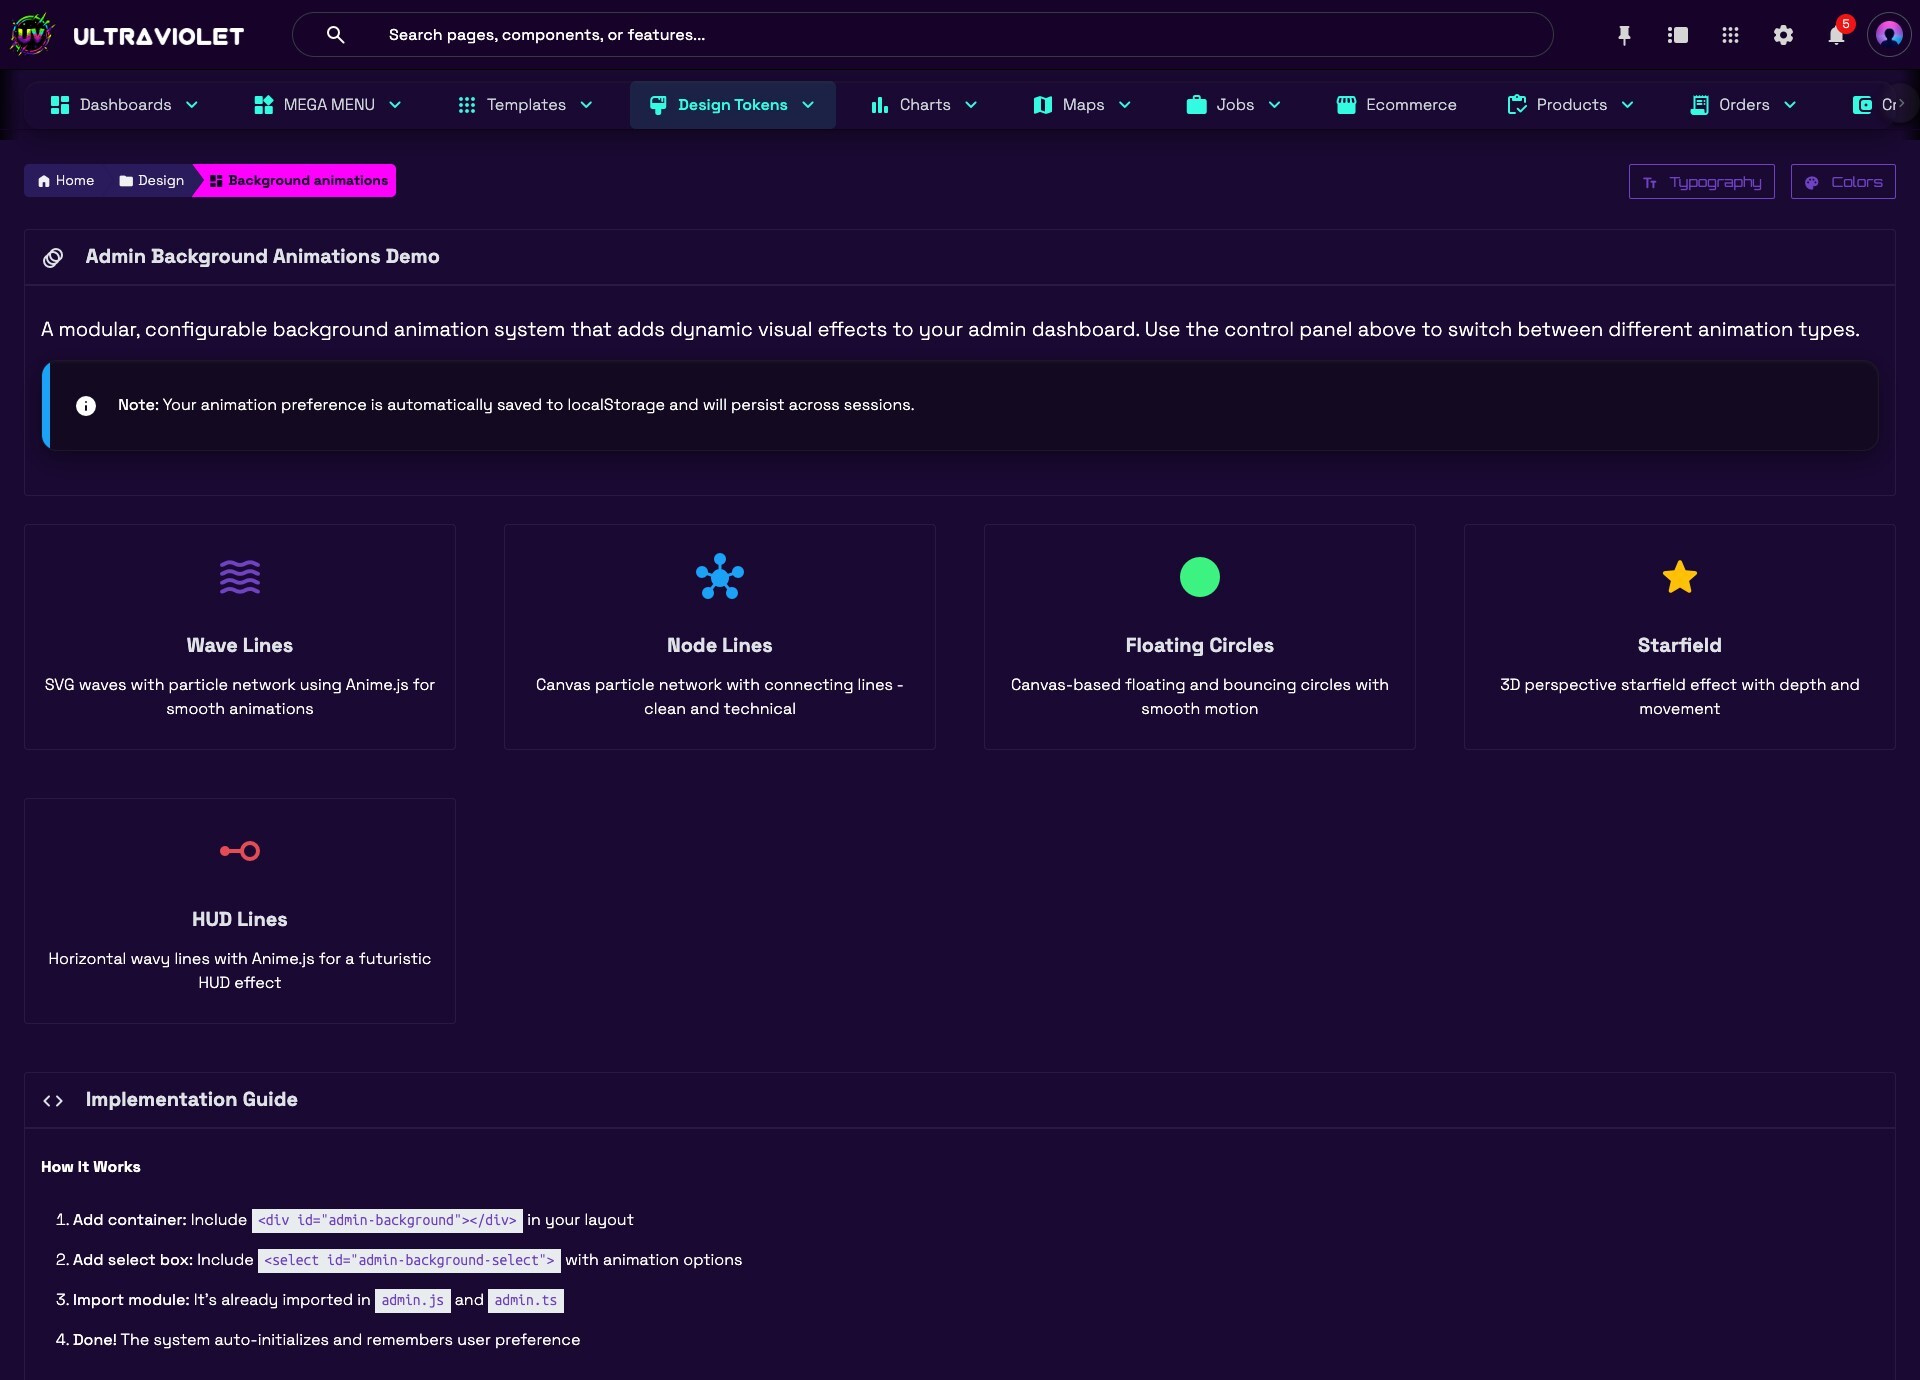 UV ULTRAVIOLET
Search pages, components, or features...
5
Dashboards MEGA MENU Templates Design Tokens Charts Maps Jobs Ecommerce Products Orders
Home Design Background animations
Tт Typography Colors
Admin Background Animations Demo
A modular, configurable background animation system that adds dynamic visual effects to your admin dashboard. Use the control panel above to switch between different animation types.
Note: Your animation preference is automatically saved to localStorage and will persist across sessions.
Wave Lines
SVG waves with particle network using Anime.js for
smooth animations
Node Lines
Canvas particle network with connecting lines -
clean and technical
Floating Circles
Canvas-based floating and bouncing circles with
smooth motion
Starfield
3D perspective starfield effect with depth and
movement
HUD Lines
Horizontal wavy lines with Anime.js for a futuristic
HUD effect
Implementation Guide
How It Works
1. Add container: Include <div id="admin-background"></div> in your layout
2. Add select box: Include <select id="admin-background-select"> with animation options
3. Import module: It's already imported in admin.js and admin.ts
4. Done! The system auto-initializes and remembers user preference